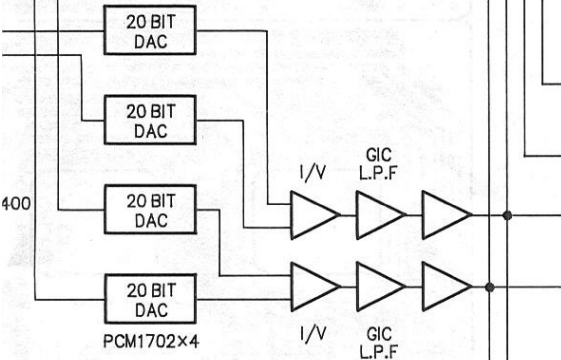 20 BIT
DAC
20 BIT
DAC
I/V
GIC
L.P.F
400
20 BIT
DAC
20 BIT
DAC
PCM1702×4
I/V
GIC
L.P.F